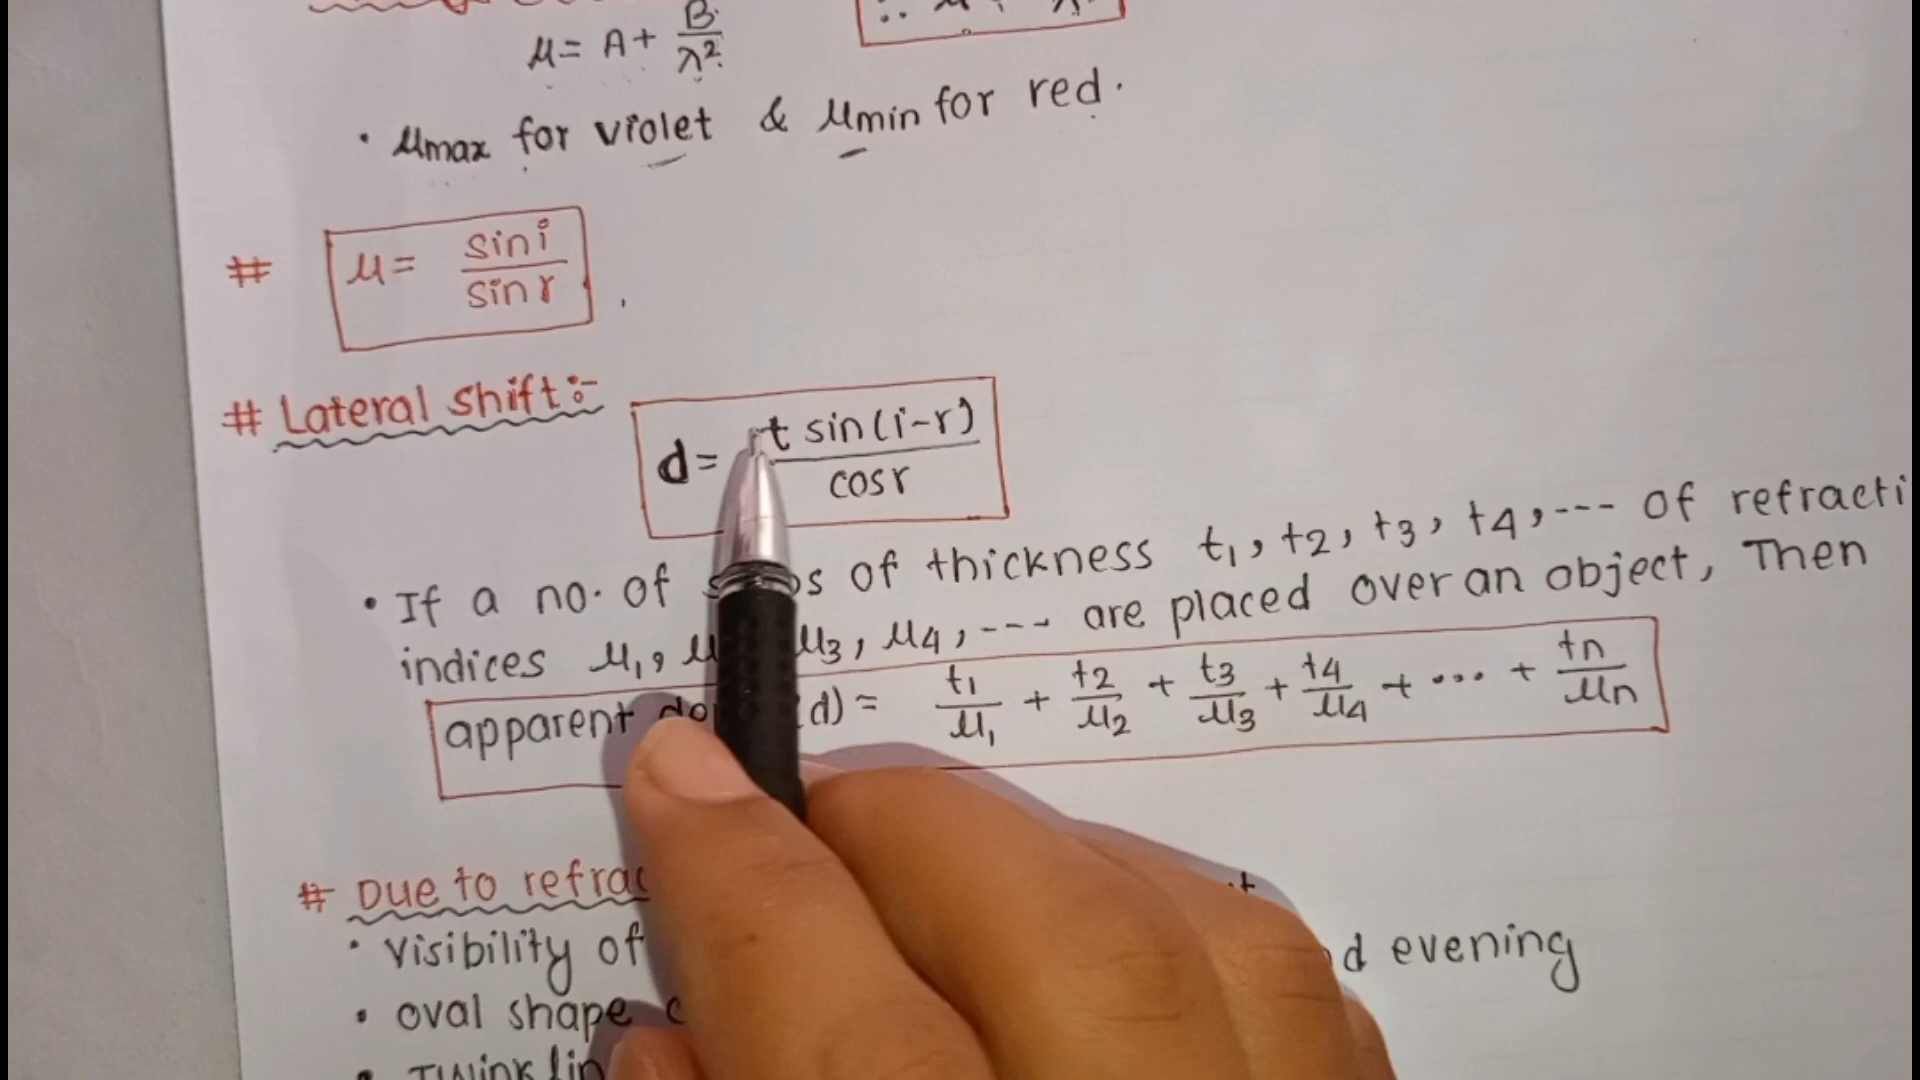 μ = A + B/λ²
• μmax for violet & μmin for red.
# μ = sin i / sin r
# Lateral shift :-
d = t sin(i-r) / cos r
• If a no. of of thickness t₁, t₂, t₃, t₄, --- of refracti
indices μ₁, μ₃, μ₄, --- are placed over an object, Then
apparent (d) = t₁/μ₁ + t₂/μ₂ + t₃/μ₃ + t₄/μ₄ + ... + tn/μn
# Due to refrac
• visibility of d evening
• oval shape